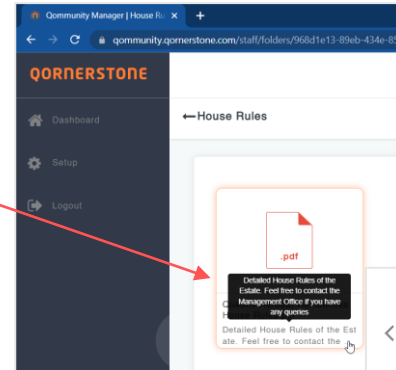 Qommunity Manager | House Ru
qommunity.qornerstone.com/staff/folders/968d1e13-89eb-434e-85
QORNERSTONE
Dashboard
←House Rules
Setup
Logout
.pdf
Detailed House Rules of the
Estate. Feel free to contact the
Management Office if you have
any queries
Detailed House Rules of the Est
ate. Feel free to contact the